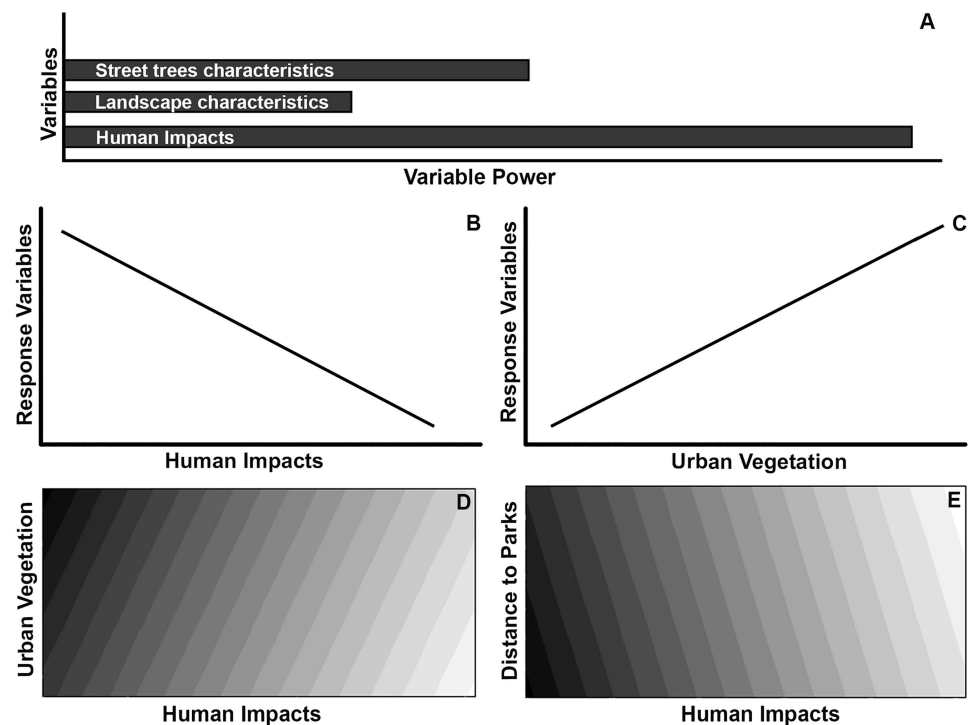 A
Variables
Street trees characteristics
Landscape characteristics
Human Impacts
Variable Power
B
Response Variables
Human Impacts
C
Response Variables
Urban Vegetation
D
Urban Vegetation
Human Impacts
E
Distance to Parks
Human Impacts